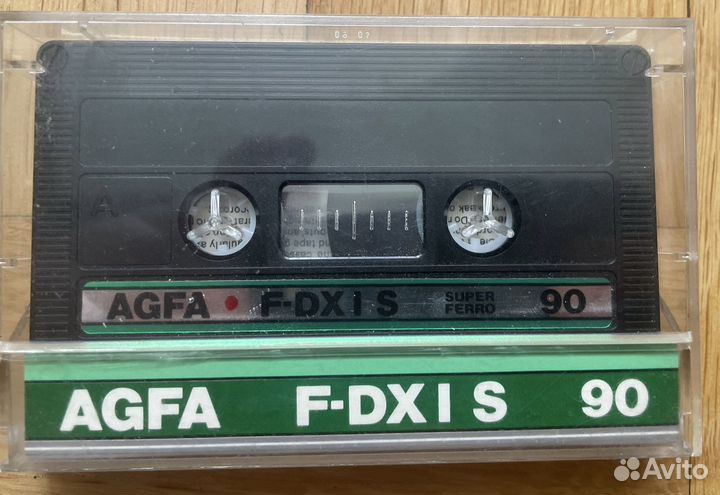 A
AGFA F-DX I S SUPER FERRO 90
AGFA F-DX I S 90
Avito